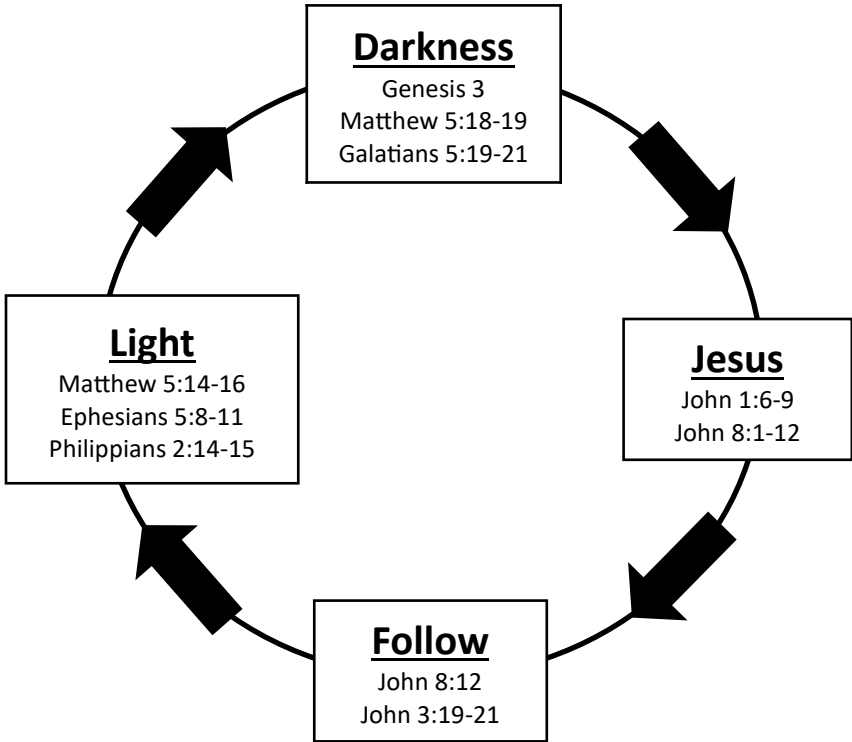 Darkness
Genesis 3
Matthew 5:18-19
Galatians 5:19-21
Jesus
John 1:6-9
John 8:1-12
Follow
John 8:12
John 3:19-21
Light
Matthew 5:14-16
Ephesians 5:8-11
Philippians 2:14-15